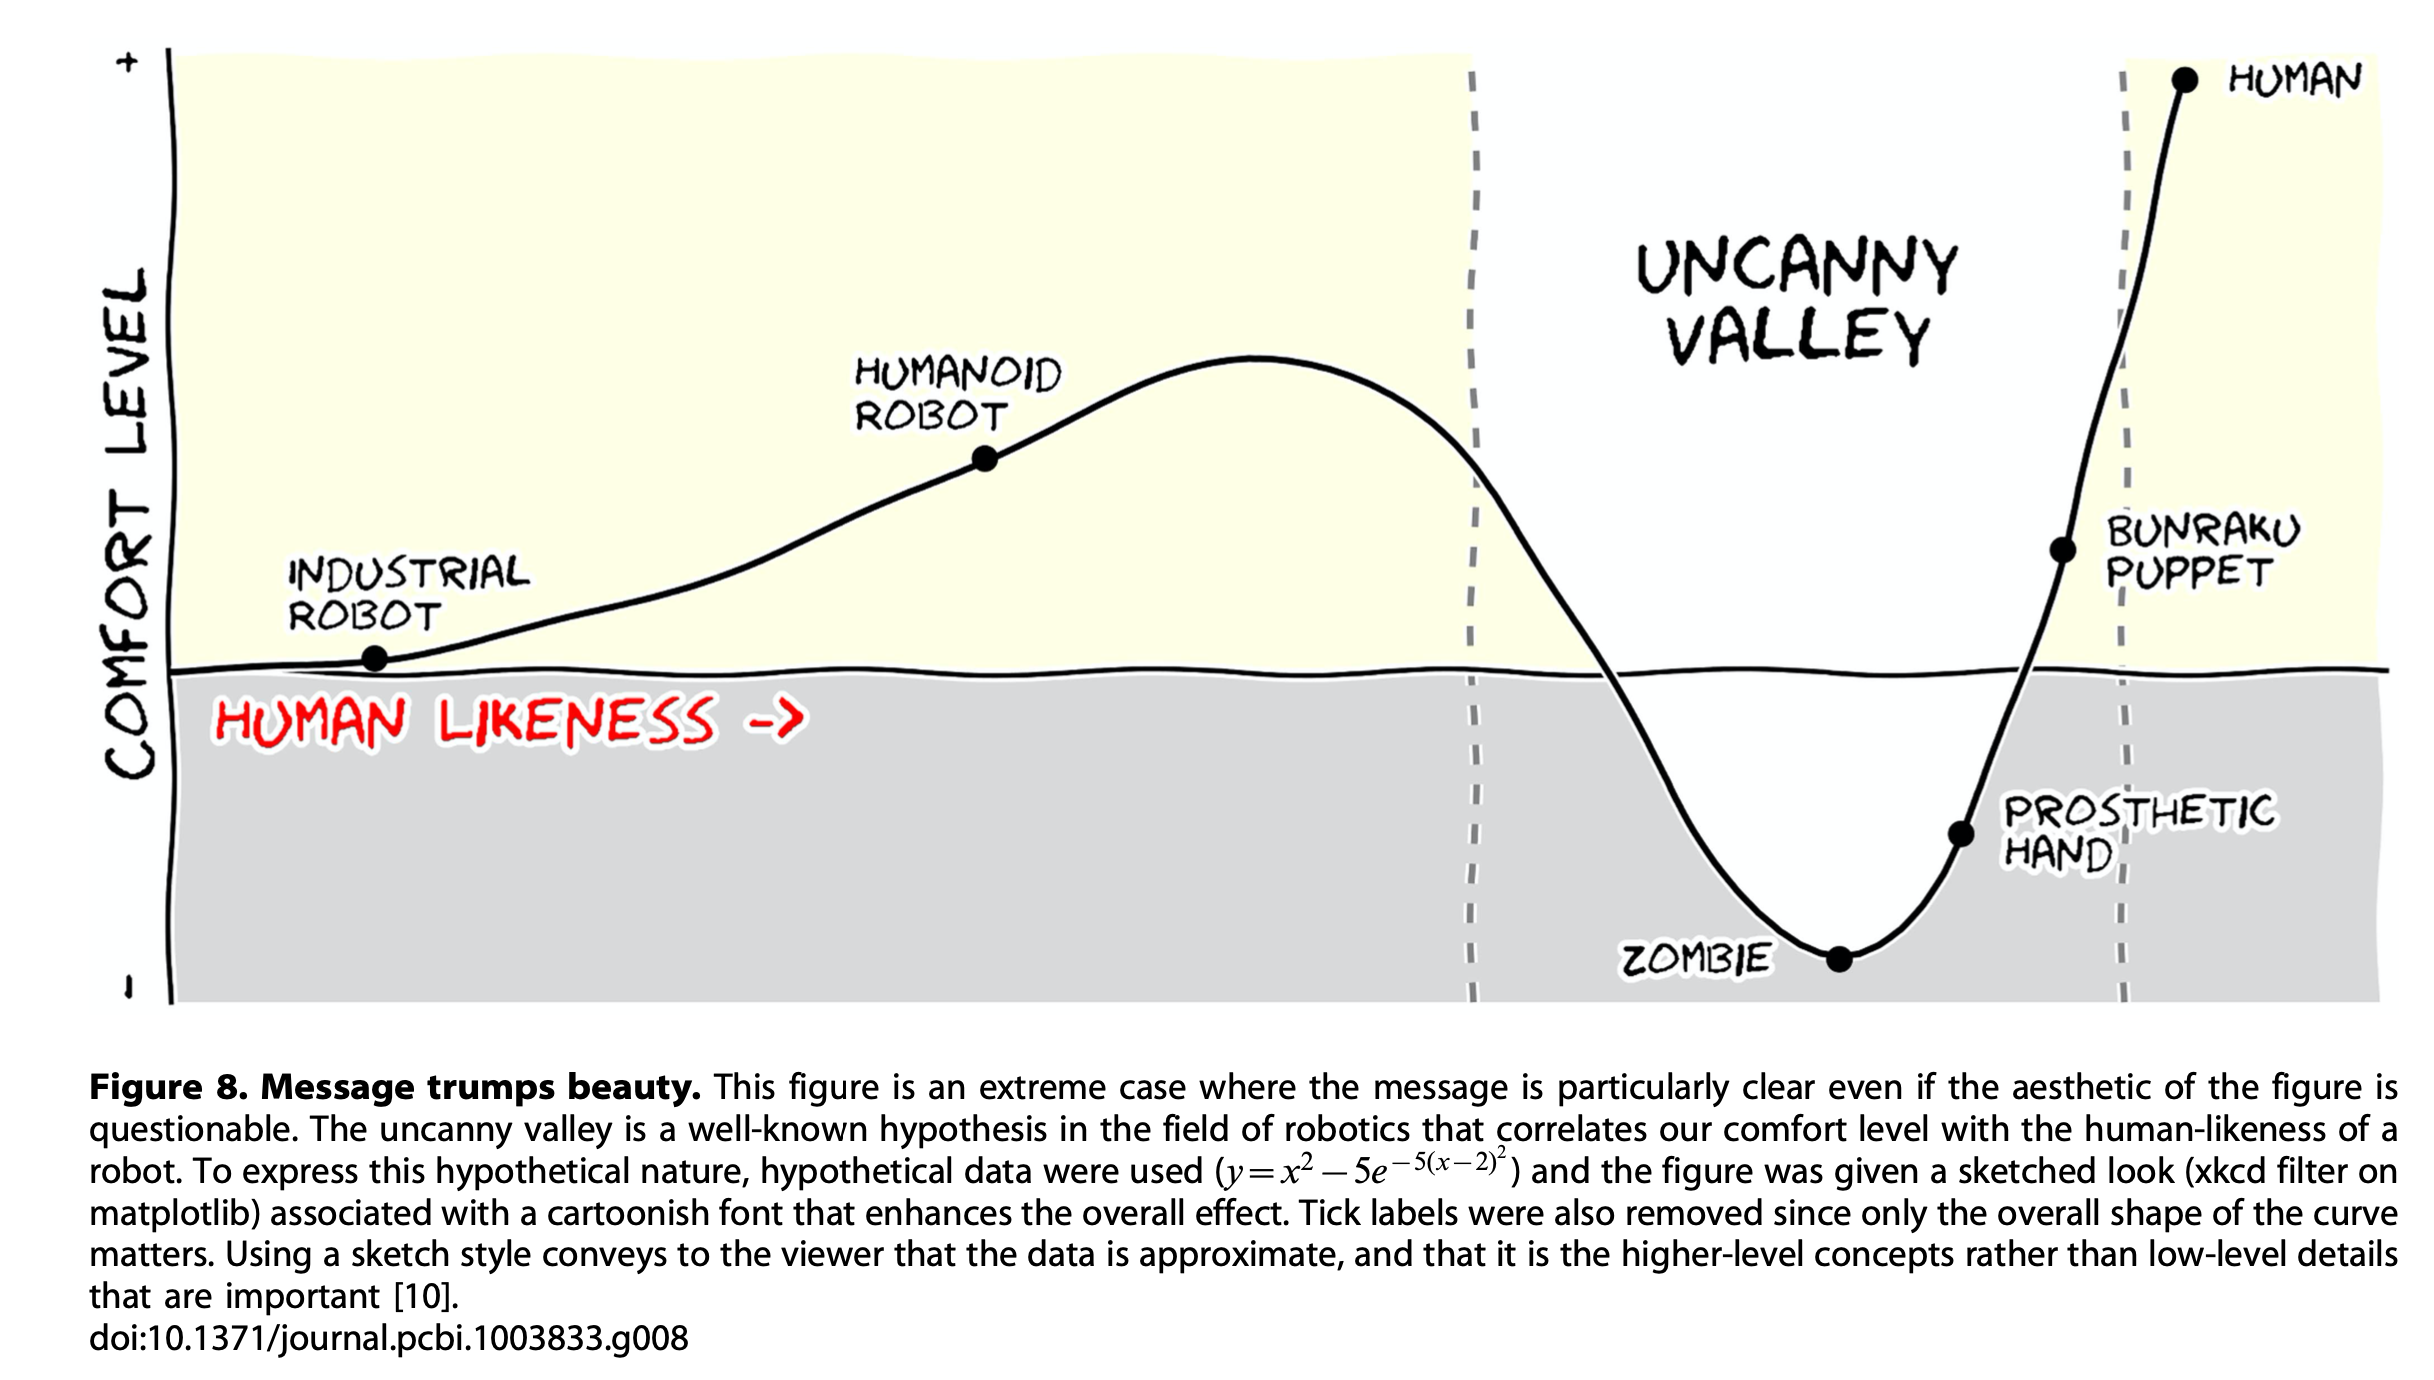 +
HUMAN
UNCANNY
VALLEY
COMFORT LEVEL
HUMANOID
ROBOT
BUNRAKU
PUPPET
INDUSTRIAL
ROBOT
HUMAN LIKENESS ->
PROSTHETIC
HAND
ZOMBIE
-
Figure 8. Message trumps beauty. This figure is an extreme case where the message is particularly clear even if the aesthetic of the figure is
questionable. The uncanny valley is a well-known hypothesis in the field of robotics that correlates our comfort level with the human-likeness of a
robot. To express this hypothetical nature, hypothetical data were used (y=x² − 5e^{−5(x−2)²}) and the figure was given a sketched look (xkcd filter on
matplotlib) associated with a cartoonish font that enhances the overall effect. Tick labels were also removed since only the overall shape of the curve
matters. Using a sketch style conveys to the viewer that the data is approximate, and that it is the higher-level concepts rather than low-level details
that are important [10].
doi:10.1371/journal.pcbi.1003833.g008